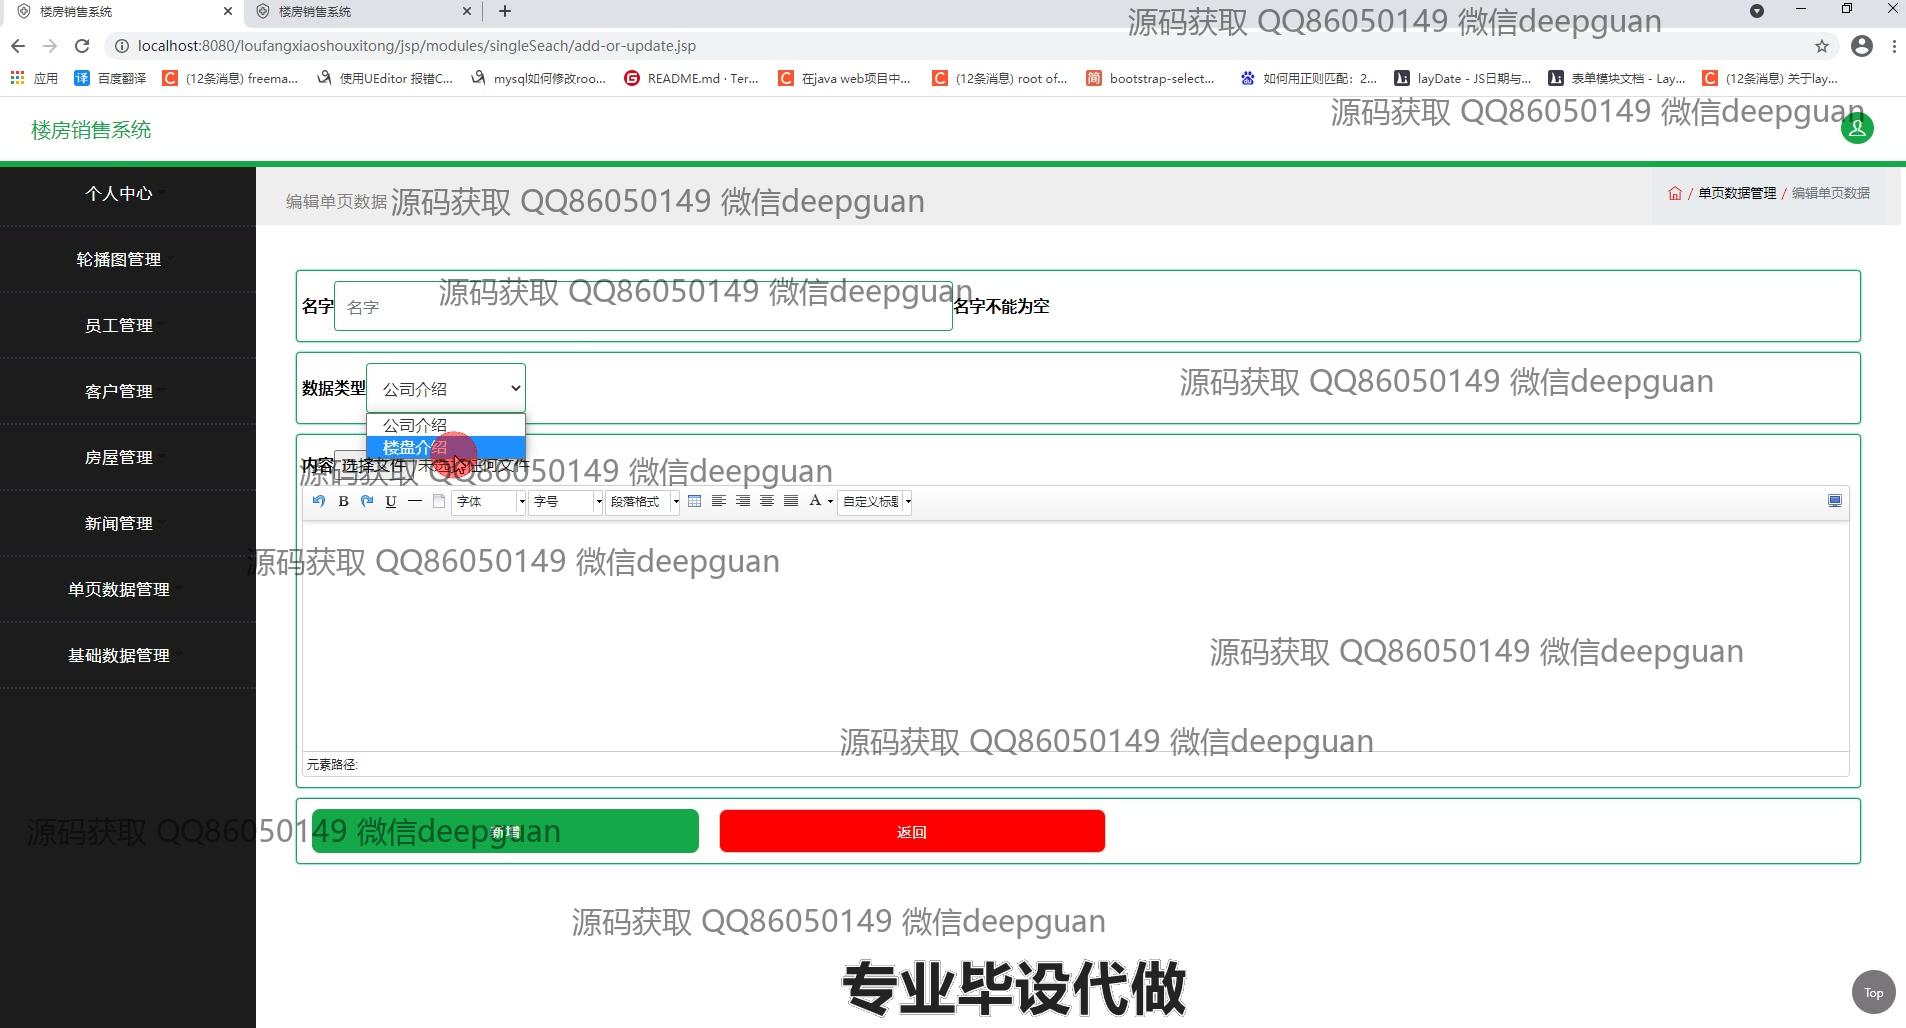 楼房销售系统
楼房销售系统
源码获取 QQ86050149 微信deepguan
localhost:8080/loufangxiaoshouxitong/jsp/modules/singleSeach/add-or-update.jsp
应用
译 百度翻译
C (12条消息) freema...
使用UEditor 报错C...
mysql如何修改roo...
README.md · Ter...
C 在java web项目中...
C (12条消息) root of...
简 bootstrap-select...
如何用正则匹配：2...
layDate - JS日期与...
表单模块文档 - Lay...
C (12条消息) 关于lay...
源码获取 QQ86050149 微信deepguan
楼房销售系统
个人中心
轮播图管理
员工管理
客户管理
房屋管理
新闻管理
单页数据管理
基础数据管理
编辑单页数据
源码获取 QQ86050149 微信deepguan
/ 单页数据管理 / 编辑单页数据
源码获取 QQ86050149 微信deepguan
名字 名字 名字不能为空
源码获取 QQ86050149 微信deepguan
数据类型 公司介绍
公司介绍
楼盘介绍
内容 选择文件 未选择任何文件
源码获取 QQ86050149 微信deepguan
B U 字体 字号 段落格式 A 自定义标题
源码获取 QQ86050149 微信deepguan
源码获取 QQ86050149 微信deepguan
源码获取 QQ86050149 微信deepguan
元素路径:
源码获取 QQ86050149 微信deepguan
新增
返回
源码获取 QQ86050149 微信deepguan
专业毕设代做
Top